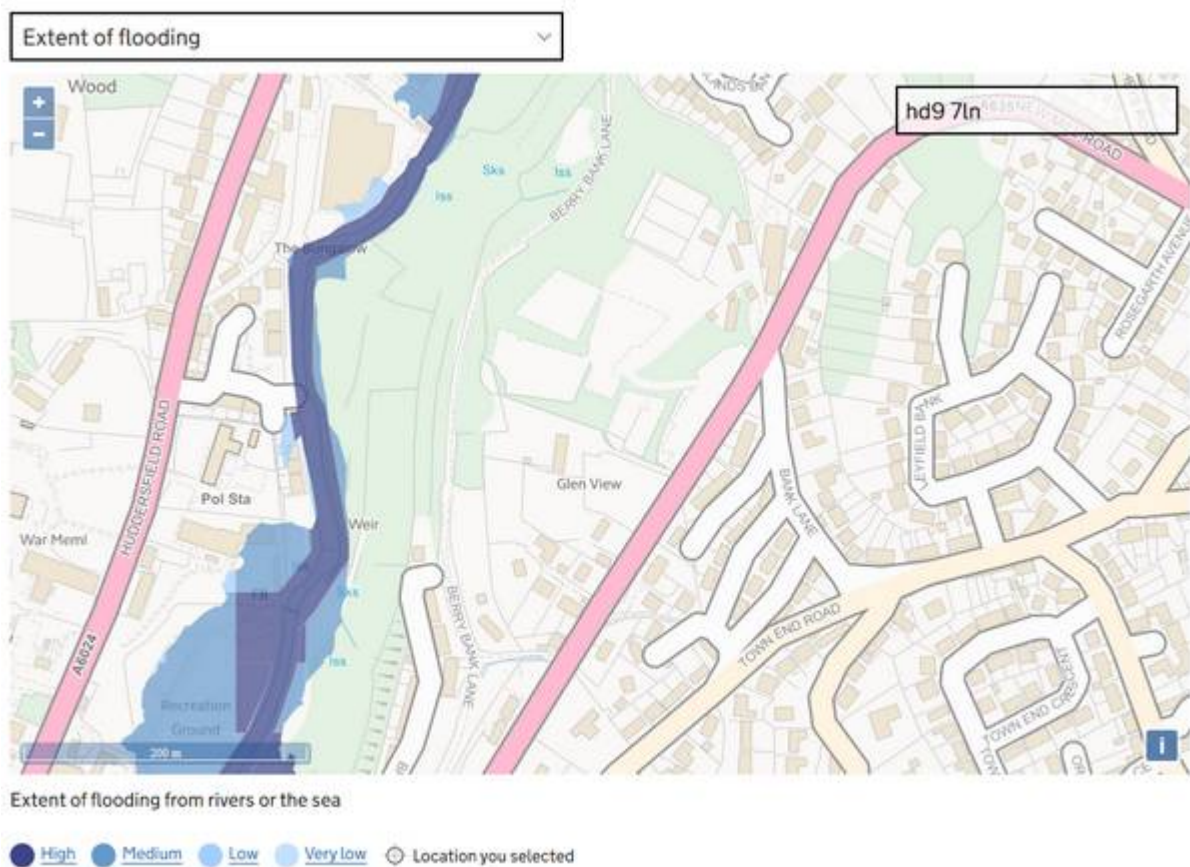 Extent of flooding
Wood
+
−
hd9 7ln
ROAD
BERRY BANK LANE
Sks
Iss
Iss
The Bungalow
ROSEGARTH AVENUE
HUDDERSFIELD ROAD
LEYFIELD BANK
Pol Sta
Glen View
BANK LANE
War Meml
Weir
FB
Sks
BERRY BANK LANE
TOWN END ROAD
A6024
Iss
Recreation
Ground
TOWN END CRESCENT
200 m
i
Extent of flooding from rivers or the sea
High Medium Low Very low Location you selected